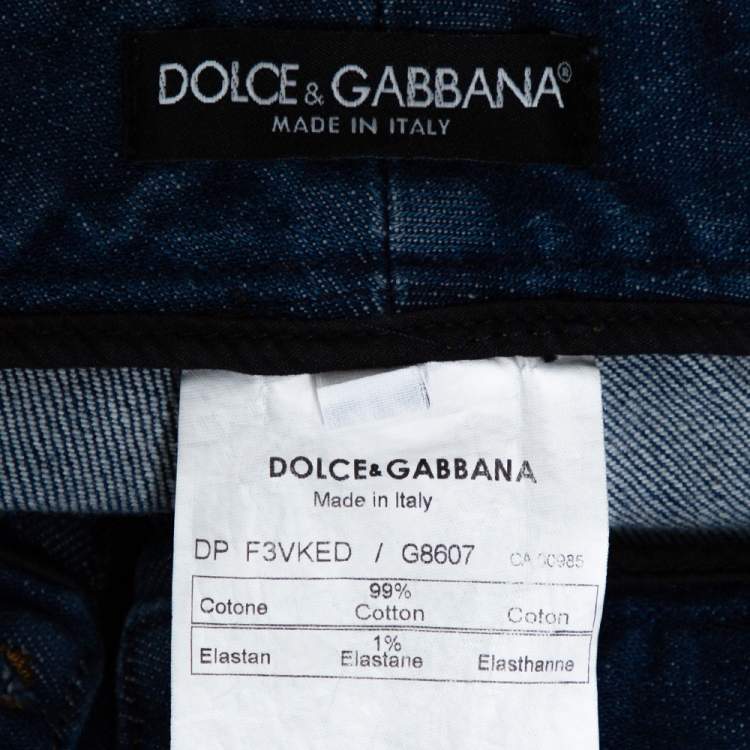 DOLCE & GABBANA®
MADE IN ITALY
DOLCE & GABBANA
Made in Italy
DP F3VKED / G8607
99%
Cotone Cotton Coton
1%
Elastan Elastane Elasthanne